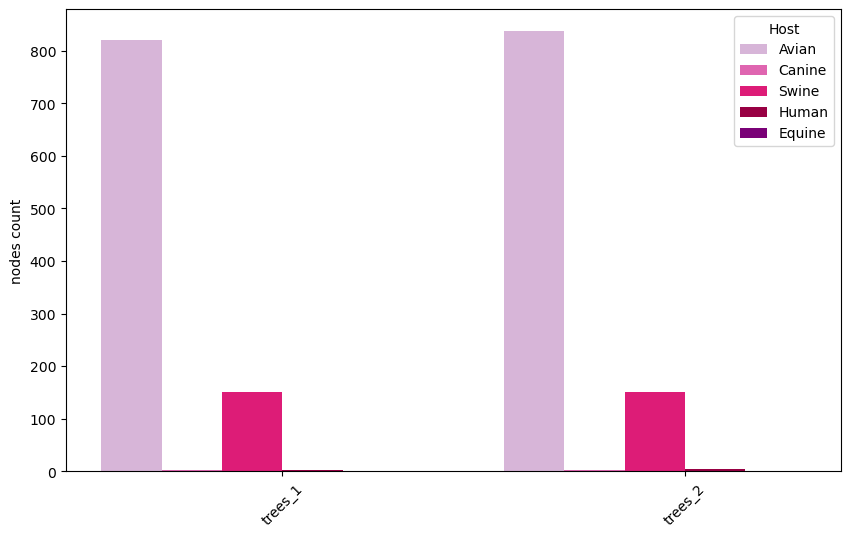 Host
Avian
Canine
Swine
Human
Equine
nodes count
800
700
600
500
400
300
200
100
0
trees_1
trees_2